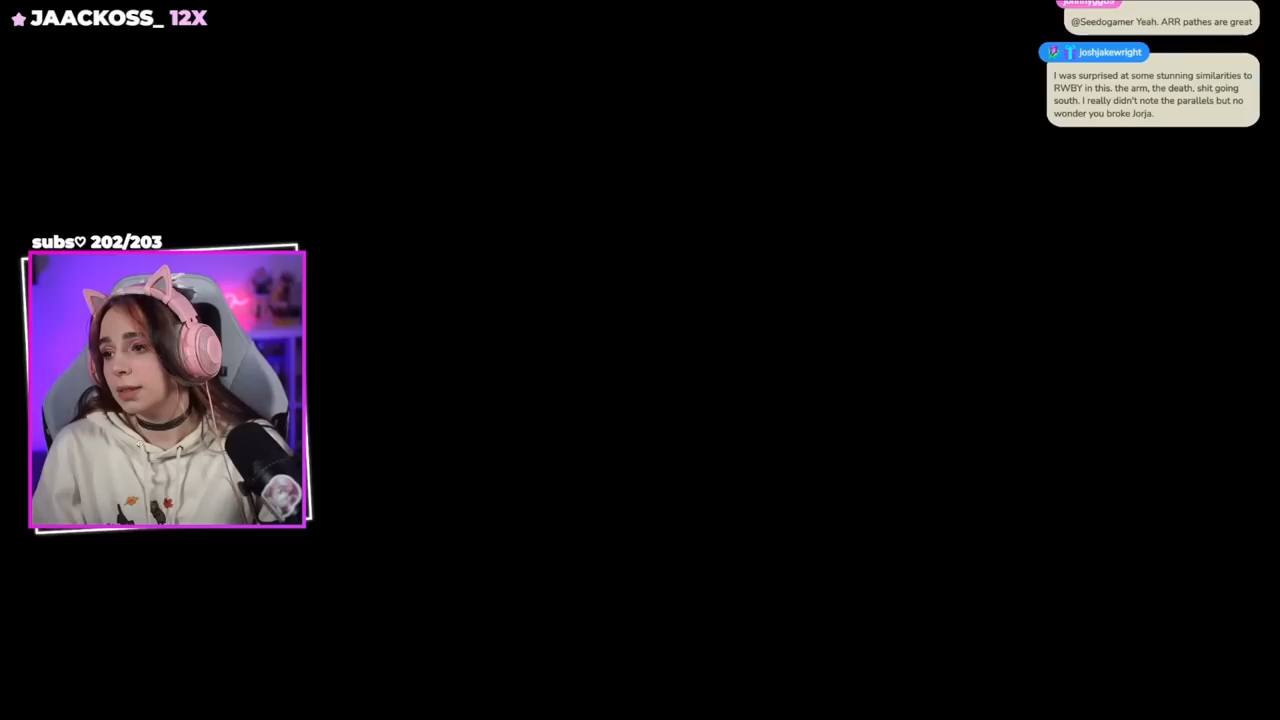 JAACKOSS_ 12X
johnnygg69
@Seedogamer Yeah. ARR pathes are great
joshjakewright
I was surprised at some stunning similarities to
RWBY in this. the arm, the death, shit going
south. I really didn't note the parallels but no
wonder you broke Jorja.
subs♡ 202/203